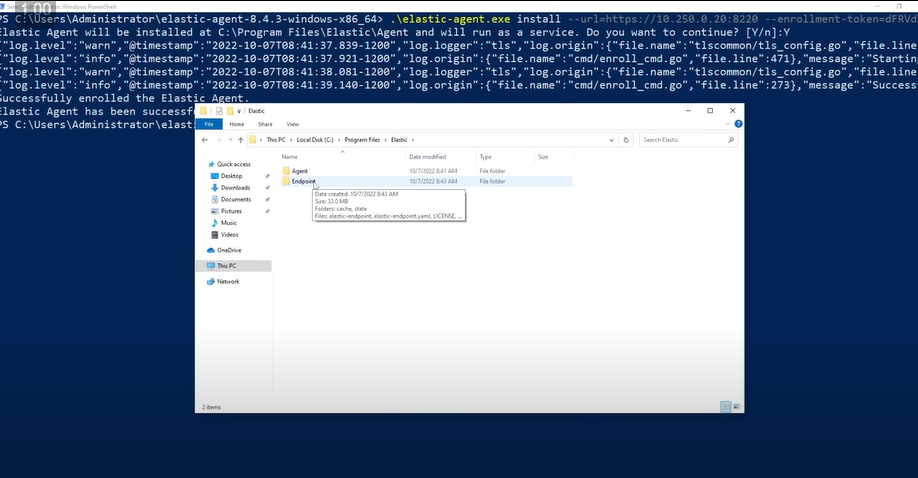 Administrator: Windows PowerShell
1.00
PS C:\Users\Administrator\elastic-agent-8.4.3-windows-x86_64> .\elastic-agent.exe install --url=https://10.250.0.20:8220 --enrollment-token=dFRVd
Elastic Agent will be installed at C:\Program Files\Elastic\Agent and will run as a service. Do you want to continue? [Y/n]:Y
{"log.level":"warn","@timestamp":"2022-10-07T08:41:37.839-1200","log.logger":"tls","log.origin":{"file.name":"tlscommon/tls_config.go","file.line
{"log.level":"info","@timestamp":"2022-10-07T08:41:37.921-1200","log.origin":{"file.name":"cmd/enroll_cmd.go","file.line":471},"message":"Startin
{"log.level":"warn","@timestamp":"2022-10-07T08:41:38.081-1200","log.logger":"tls","log.origin":{"file.name":"tlscommon/tls_config.go","file.line
{"log.level":"info","@timestamp":"2022-10-07T08:41:39.140-1200","log.origin":{"file.name":"cmd/enroll_cmd.go","file.line":273},"message":"Success
Successfully enrolled the Elastic Agent.
Elastic Agent has been successf
PS C:\Users\Administrator\elast
Elastic
File Home Share View
This PC > Local Disk (C:) > Program Files > Elastic >
Search Elastic
Name Date modified Type Size
Agent 10/7/2022 8:41 AM File folder
Endpoint 10/7/2022 8:43 AM File folder
Date created: 10/7/2022 8:43 AM
Size: 33.0 MB
Folders: cache, state
Files: elastic-endpoint, elastic-endpoint.yaml, LICENSE, ...
Quick access
Desktop
Downloads
Documents
Pictures
Music
Videos
OneDrive
This PC
Network
2 items